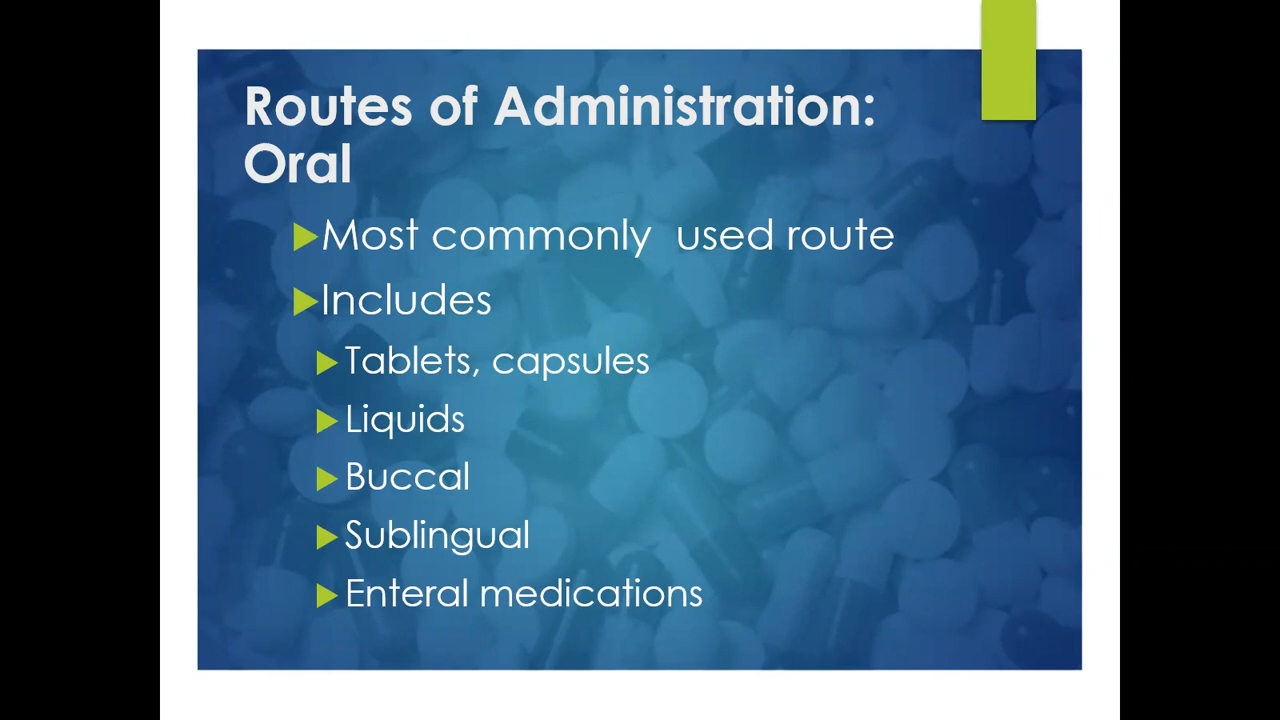 Routes of Administration:
Oral
Most commonly  used route
Includes
Tablets, capsules
Liquids
Buccal
Sublingual
Enteral medications